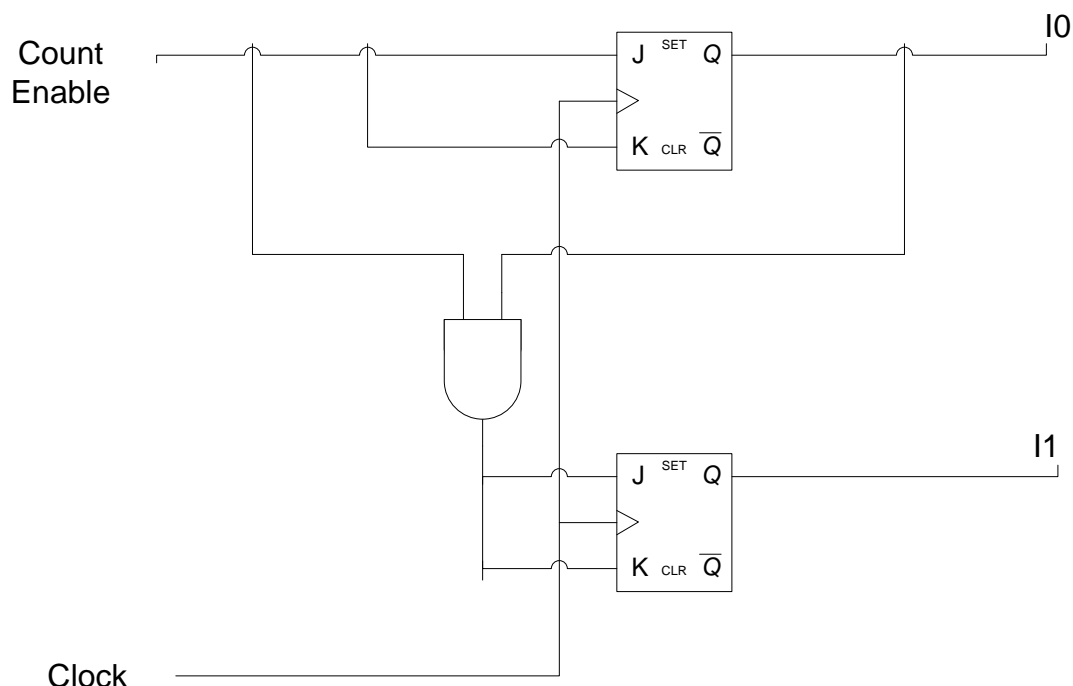 I0
Count
Enable
J SET Q
K CLR Q̅
I1
J SET Q
K CLR Q̅
Clock